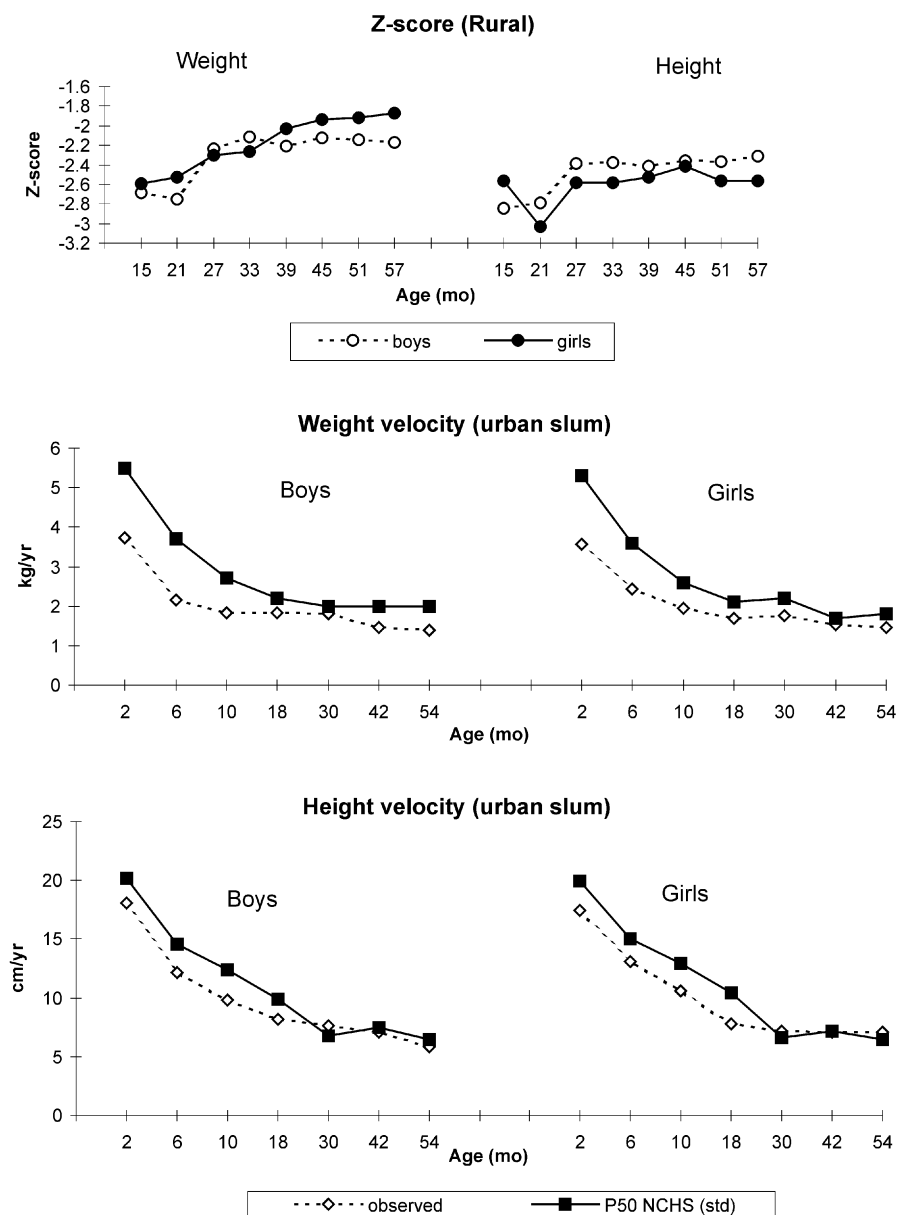 Z-score (Rural)
Weight
Height
Z-score
-1.6
-1.8
-2
-2.2
-2.4
-2.6
-2.8
-3
-3.2
15 21 27 33 39 45 51 57 15 21 27 33 39 45 51 57
Age (mo)
boys girls
Weight velocity (urban slum)
Boys
Girls
kg/yr
6
5
4
3
2
1
0
2 6 10 18 30 42 54 2 6 10 18 30 42 54
Age (mo)
Height velocity (urban slum)
Boys
Girls
cm/yr
25
20
15
10
5
0
2 6 10 18 30 42 54 2 6 10 18 30 42 54
Age (mo)
observed P50 NCHS (std)